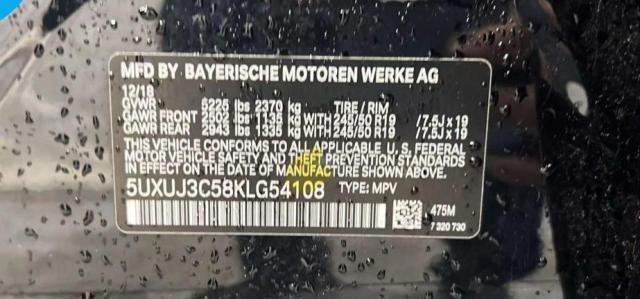 MFD BY BAYERISCHE MOTOREN WERKE AG
12/18
GVWR 5225 lbs 2370 kg TIRE / RIM
GAWR FRONT 2502 lbs 1135 kg WITH 245/50 R19 /7.5J x 19
GAWR REAR 2943 lbs 1335 kg WITH 245/50 R19 /7.5J x 19
THIS VEHICLE CONFORMS TO ALL APPLICABLE U. S. FEDERAL
MOTOR VEHICLE SAFETY AND THEFT PREVENTION STANDARDS
IN EFFECT ON THE DATE OF MANUFACTURE SHOWN ABOVE.
5UXUJ3C58KLG54108 TYPE: MPV
475M
7 320 730